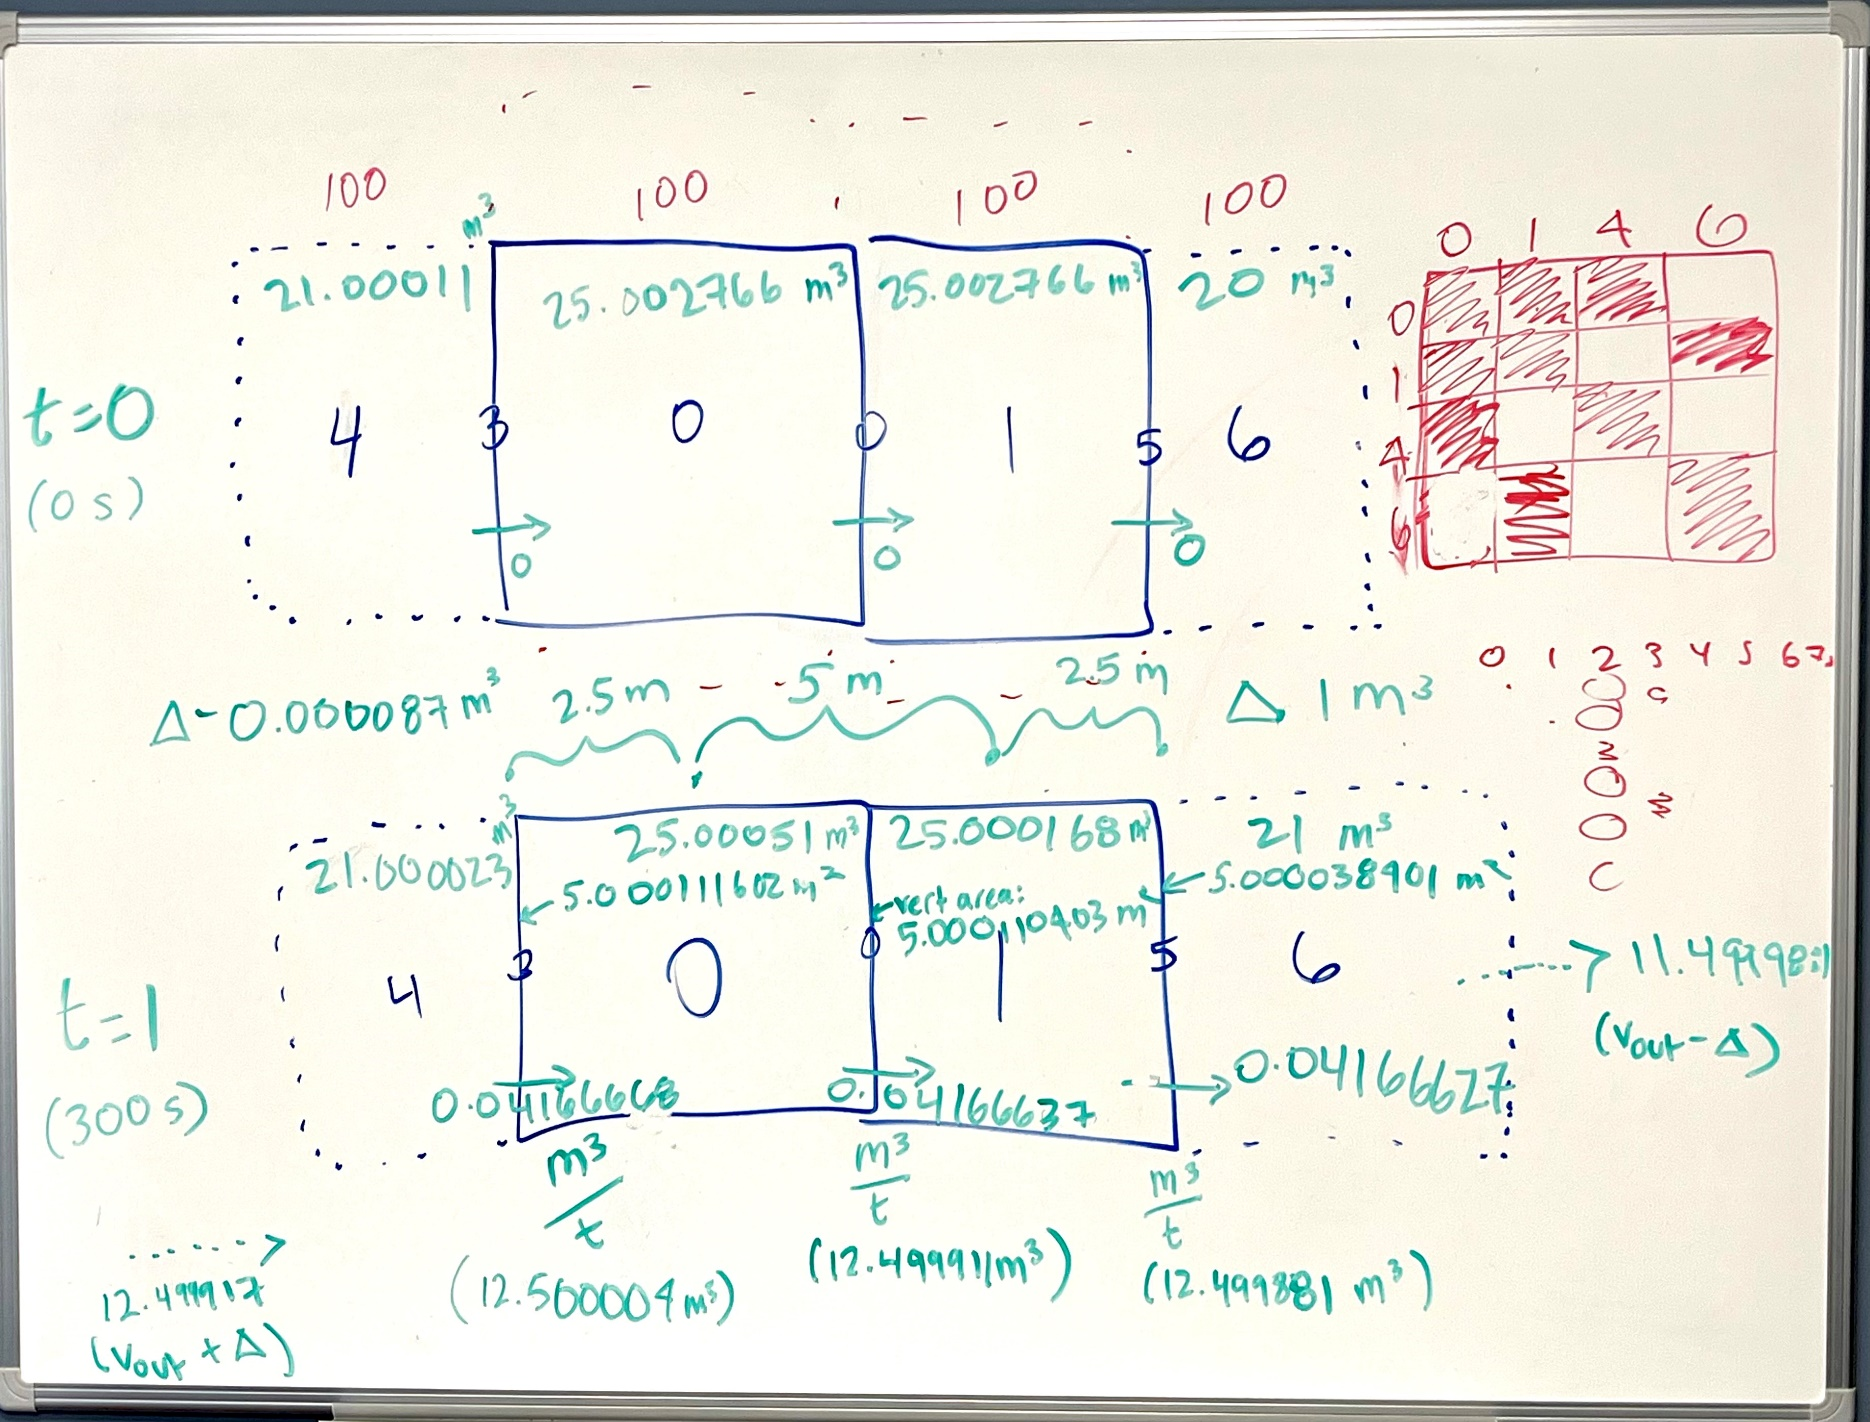 100 100 100 100
m³
21.00011 25.002766 m³ 25.002766 m³ 20 m³
0 1 4 6
0
1
4
6
t=0
(0 s)
4 3 0 0 1 5 6
0 0 0
Δ-0.000087 m³ 2.5 m 5 m 2.5 m Δ 1 m³
0 1 2 3 4 5 6 7
m³
21.000023 25.00051 m³ 25.000168 m³ 21 m³
5.000111602 m² vert area: 5.000038901 m²
5.000110403 m²
t=1
(300 s)
4 3 0 0 1 5 6
11.499981
(Vout - Δ)
0.04166668 0.04166637 0.04166627
m³/t m³/t m³/t
12.499917
(Vout + Δ)
(12.500004 m³) (12.499911 m³) (12.499881 m³)